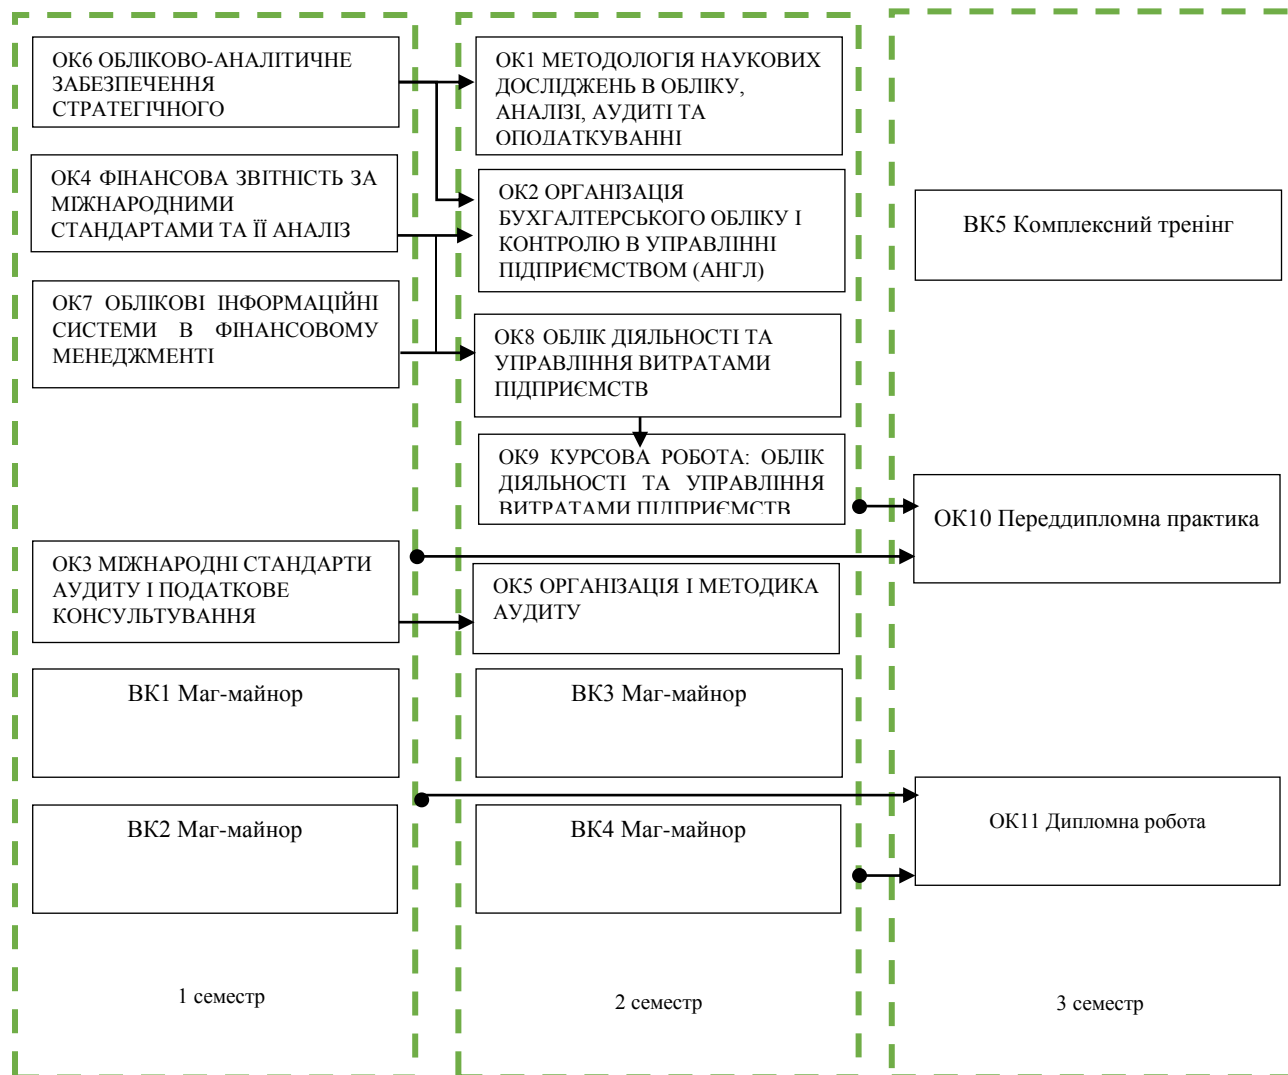 ОК6 ОБЛІКОВО-АНАЛІТИЧНЕ
ЗАБЕЗПЕЧЕННЯ
СТРАТЕГІЧНОГО
ОК4 ФІНАНСОВА ЗВІТНІСТЬ ЗА
МІЖНАРОДНИМИ
СТАНДАРТАМИ ТА ЇЇ АНАЛІЗ
ОК7 ОБЛІКОВІ ІНФОРМАЦІЙНІ
СИСТЕМИ В ФІНАНСОВОМУ
МЕНЕДЖМЕНТІ
ОК3 МІЖНАРОДНІ СТАНДАРТИ
АУДИТУ І ПОДАТКОВЕ
КОНСУЛЬТУВАННЯ
ВК1 Маг-майнор
ВК2 Маг-майнор
1 семестр
ОК1 МЕТОДОЛОГІЯ НАУКОВИХ
ДОСЛІДЖЕНЬ В ОБЛІКУ,
АНАЛІЗІ, АУДИТІ ТА
ОПОДАТКУВАННІ
ОК2 ОРГАНІЗАЦІЯ
БУХГАЛТЕРСЬКОГО ОБЛІКУ І
КОНТРОЛЮ В УПРАВЛІННІ
ПІДПРИЄМСТВОМ (АНГЛ)
ОК8 ОБЛІК ДІЯЛЬНОСТІ ТА
УПРАВЛІННЯ ВИТРАТАМИ
ПІДПРИЄМСТВ
ОК9 КУРСОВА РОБОТА: ОБЛІК
ДІЯЛЬНОСТІ ТА УПРАВЛІННЯ
ВИТРАТАМИ ПІДПРИЄМСТВ
ОК5 ОРГАНІЗАЦІЯ І МЕТОДИКА
АУДИТУ
ВК3 Маг-майнор
ВК4 Маг-майнор
2 семестр
ВК5 Комплексний тренінг
ОК10 Переддипломна практика
ОК11 Дипломна робота
3 семестр